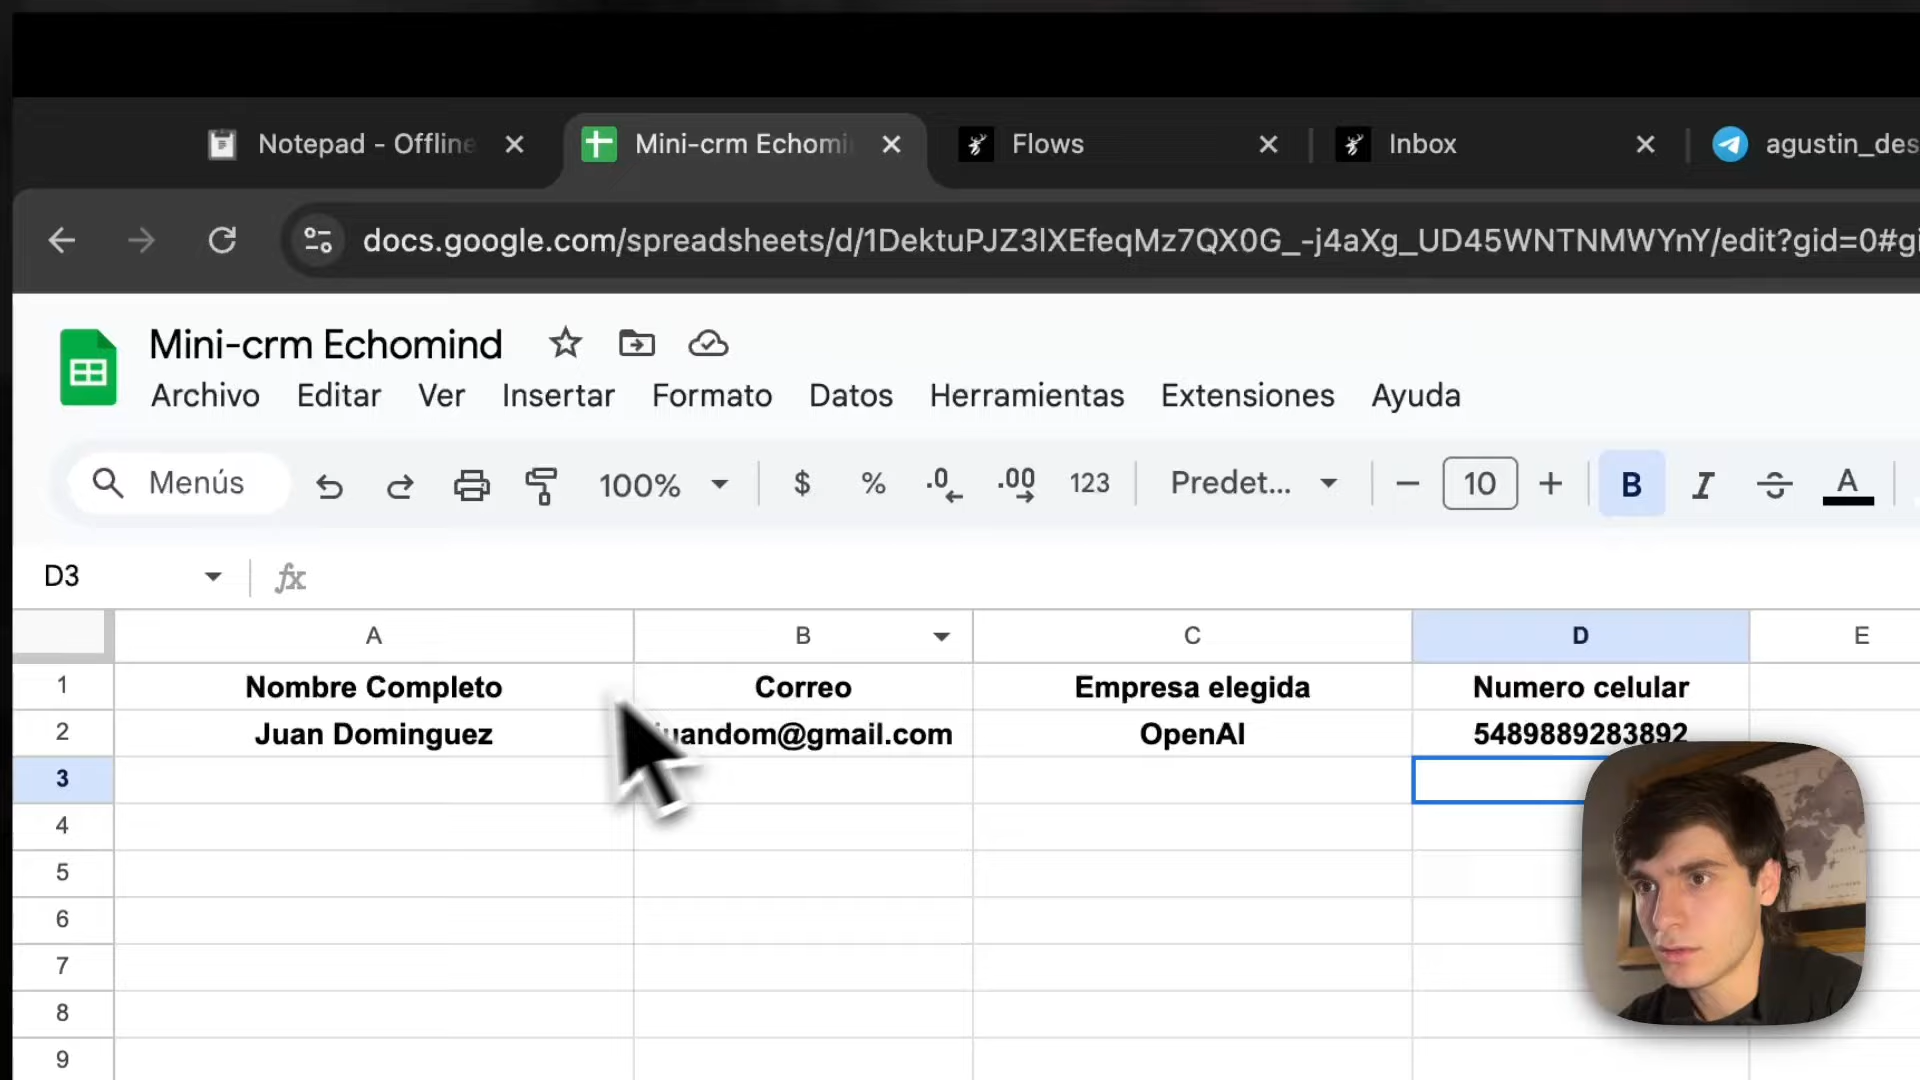 Notepad - Offline
Mini-crm Echomi
Flows
Inbox
agustin_des
docs.google.com/spreadsheets/d/1DektuPJZ3lXEfeqMz7QX0G_-j4aXg_UD45WNTNMWYnY/edit?gid=0#gi
Mini-crm Echomind
Archivo Editar Ver Insertar Formato Datos Herramientas Extensiones Ayuda
Menús 100% $ % .0 .00 123 Predet... − 10 + B I S A
D3 fx
A B C D E
1 Nombre Completo Correo Empresa elegida Numero celular
2 Juan Dominguez uandom@gmail.com OpenAI 5489889283892
3
4
5
6
7
8
9